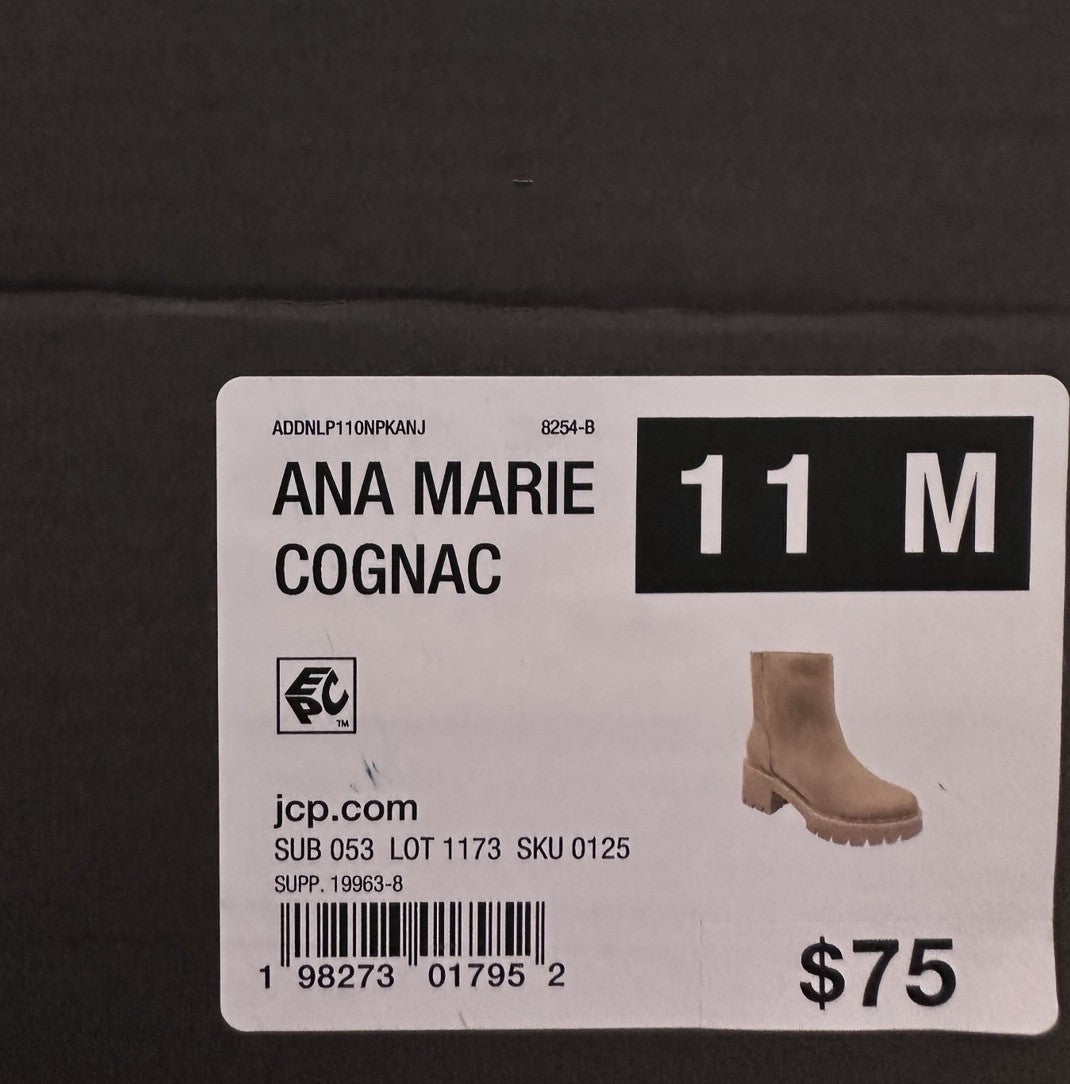 ADDNLP110NPKANJ 8254-B
ANA MARIE
COGNAC
11 M
EPC
TM
jcp.com
SUB 053 LOT 1173 SKU 0125
SUPP. 19963-8
1 98273 01795 2
$75